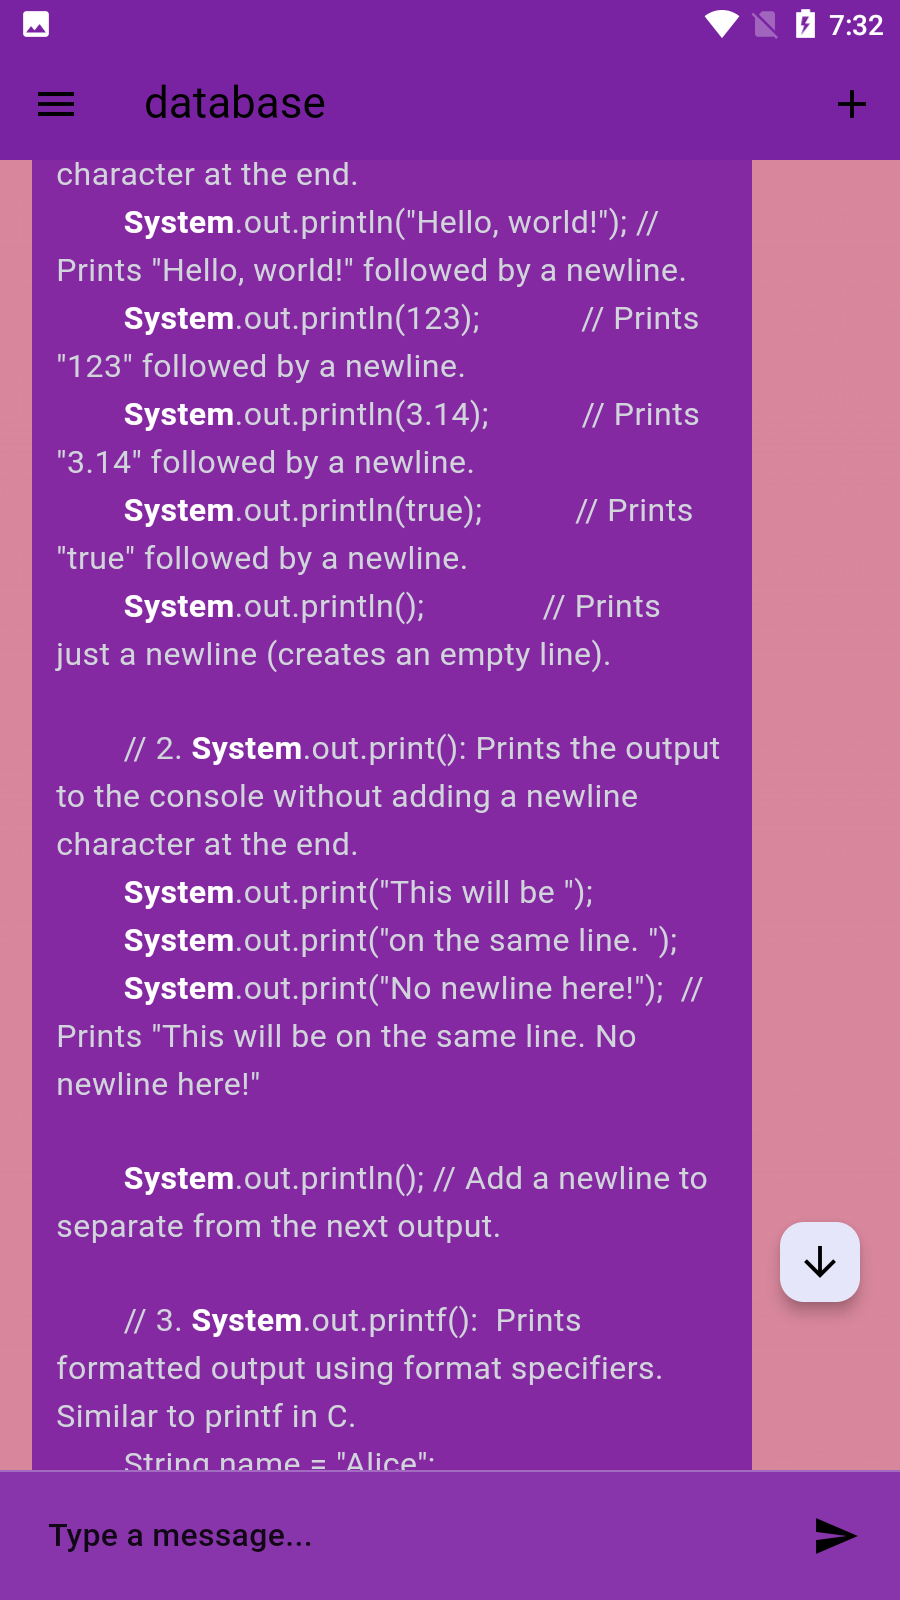 7:32
database
character at the end.
System.out.println("Hello, world!"); //
Prints "Hello, world!" followed by a newline.
System.out.println(123); // Prints
"123" followed by a newline.
System.out.println(3.14); // Prints
"3.14" followed by a newline.
System.out.println(true); // Prints
"true" followed by a newline.
System.out.println(); // Prints
just a newline (creates an empty line).
// 2. System.out.print(): Prints the output
to the console without adding a newline
character at the end.
System.out.print("This will be ");
System.out.print("on the same line. ");
System.out.print("No newline here!"); //
Prints "This will be on the same line. No
newline here!"
System.out.println(); // Add a newline to
separate from the next output.
// 3. System.out.printf(): Prints
formatted output using format specifiers.
Similar to printf in C.
String name = "Alice";
Type a message...